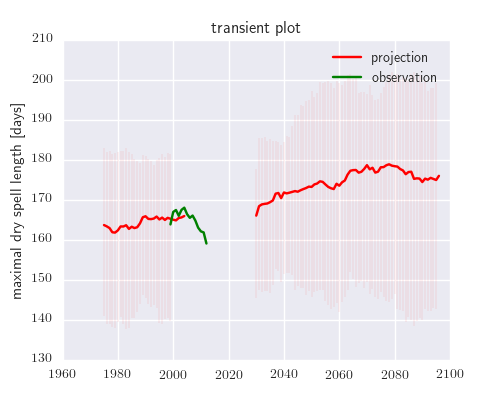 transient plot
210
200
190
180
170
160
150
140
130
maximal dry spell length [days]
projection
observation
1960 1980 2000 2020 2040 2060 2080 2100